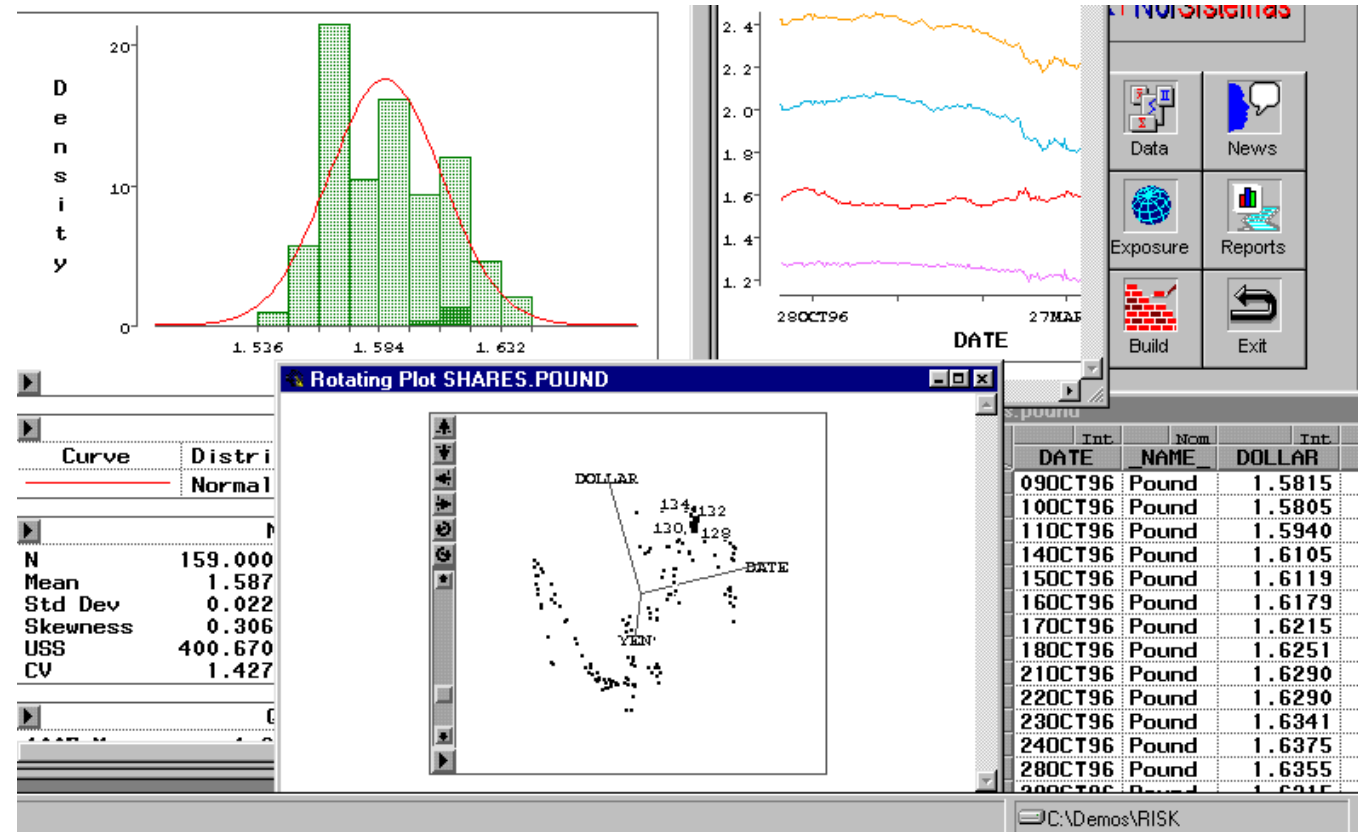 20
Density
10
0
1.536 1.584 1.632
2.4
2.2
2.0
1.8
1.6
1.4
1.2
28OCT96
DATE
Data News
Exposure Reports
Build Exit
Rotating Plot SHARES.POUND
DOLLAR
134 132
130 128
DATE
YEN
Curve Distri
Normal
N 159.000
Mean 1.587
Std Dev 0.022
Skewness 0.306
USS 400.670
CV 1.427
s.pound
Int Nom Int
DATE _NAME_ DOLLAR
09OCT96 Pound 1.5815
10OCT96 Pound 1.5805
11OCT96 Pound 1.5940
14OCT96 Pound 1.6105
15OCT96 Pound 1.6119
16OCT96 Pound 1.6179
17OCT96 Pound 1.6215
18OCT96 Pound 1.6251
21OCT96 Pound 1.6290
22OCT96 Pound 1.6290
23OCT96 Pound 1.6341
24OCT96 Pound 1.6375
28OCT96 Pound 1.6355
C:\Demos\RISK